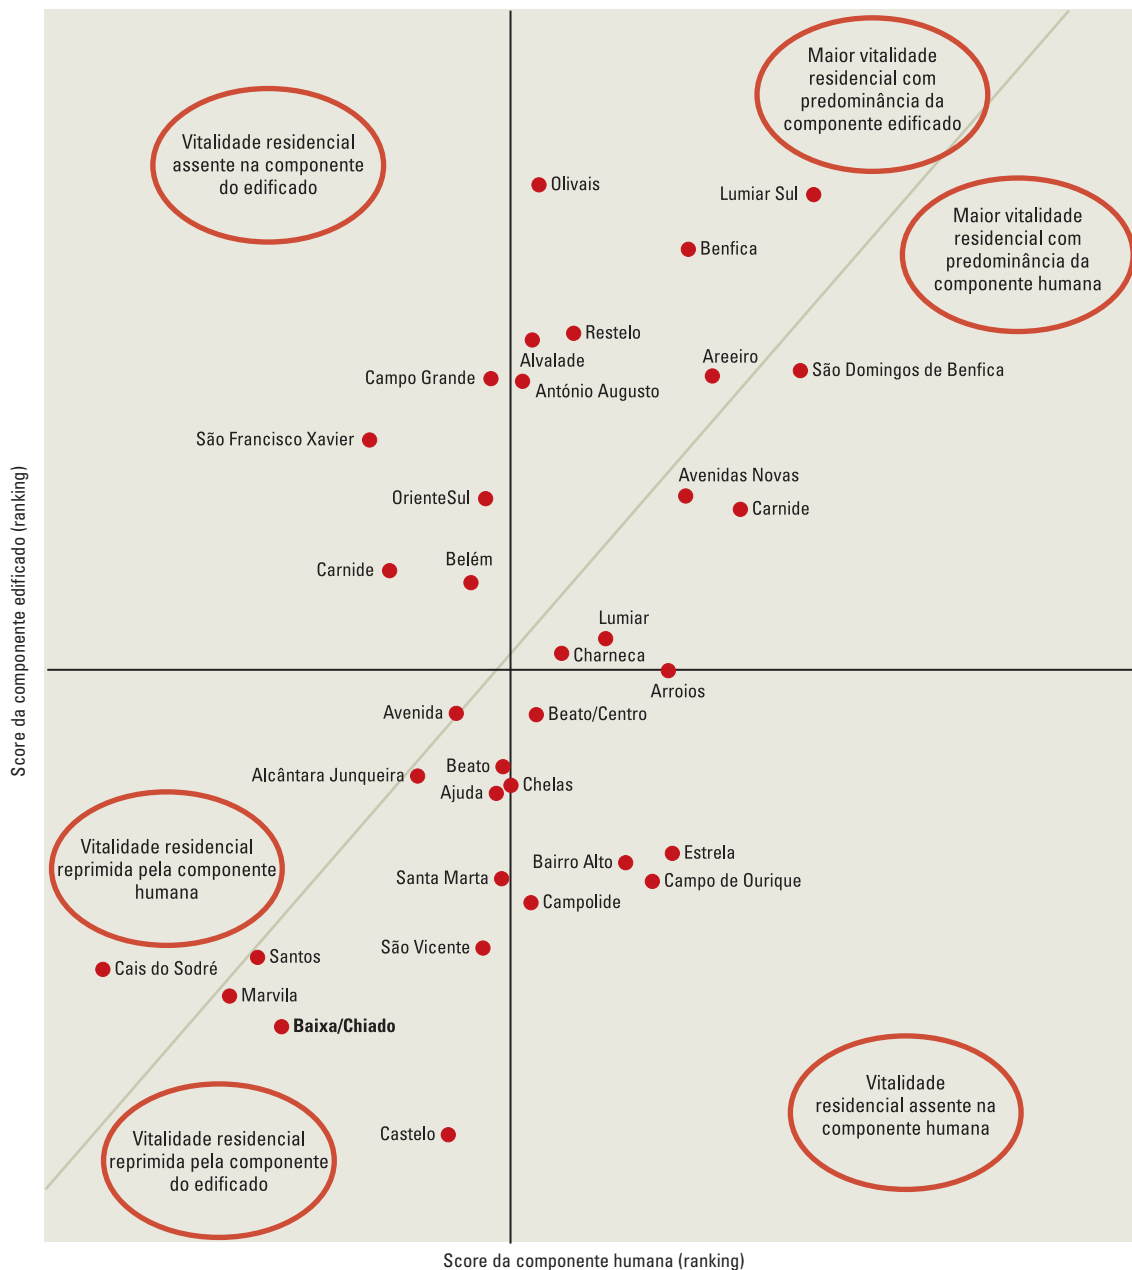 Maior vitalidade
residencial com
predominância da
componente edificado
Vitalidade residencial
assente na componente
do edificado
Olivais
Lumiar Sul
Maior vitalidade
residencial com
predominância da
componente humana
Benfica
Restelo
Alvalade
Areeiro
São Domingos de Benfica
Campo Grande
António Augusto
São Francisco Xavier
Avenidas Novas
OrienteSul
Carnide
Belém
Carnide
Lumiar
Charneca
Arroios
Avenida
Beato/Centro
Beato
Alcântara Junqueira
Chelas
Ajuda
Vitalidade residencial
reprimida pela componente
humana
Estrela
Bairro Alto
Santa Marta
Campo de Ourique
Campolide
São Vicente
Santos
Cais do Sodré
Marvila
Baixa/Chiado
Vitalidade
residencial assente na
componente humana
Castelo
Vitalidade residencial
reprimida pela componente
do edificado
Score da componente edificado (ranking)
Score da componente humana (ranking)